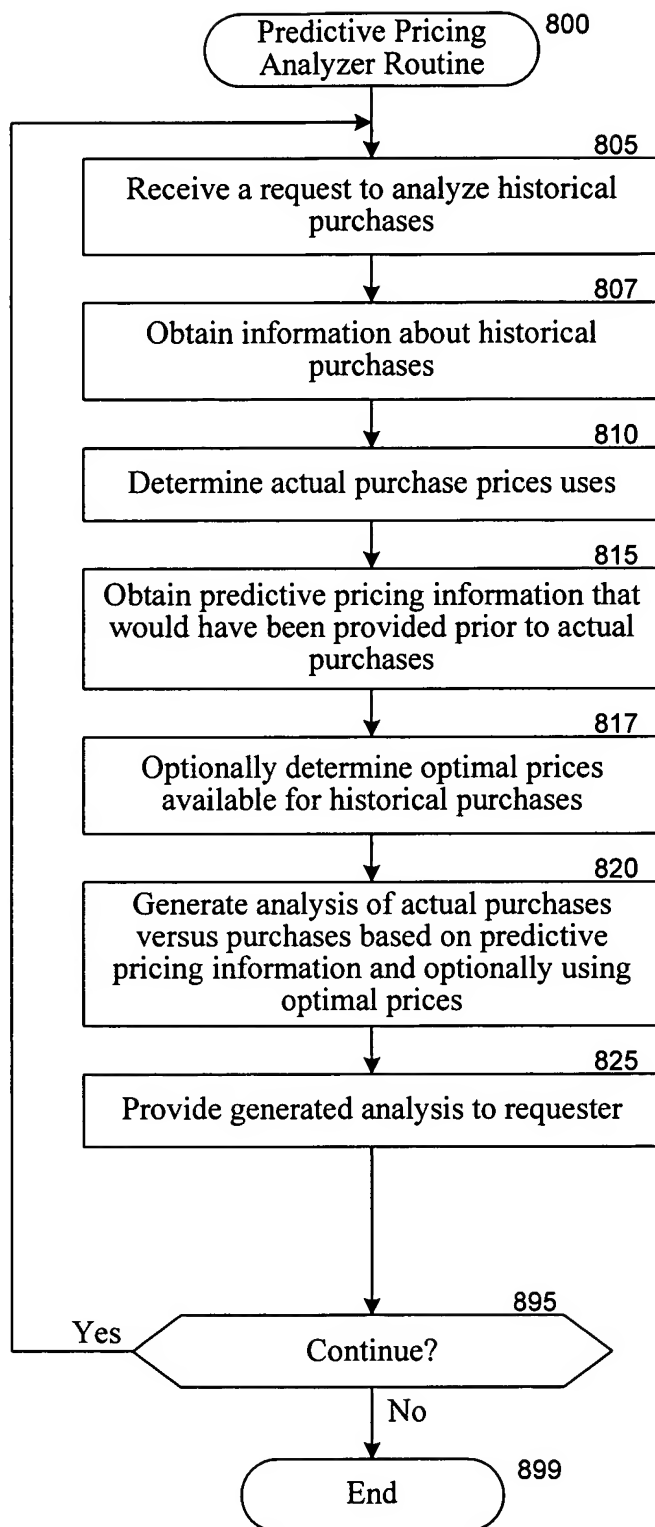 Predictive Pricing
Analyzer Routine
800
805
Receive a request to analyze historical
purchases
807
Obtain information about historical
purchases
810
Determine actual purchase prices uses
815
Obtain predictive pricing information that
would have been provided prior to actual
purchases
817
Optionally determine optimal prices
available for historical purchases
820
Generate analysis of actual purchases
versus purchases based on predictive
pricing information and optionally using
optimal prices
825
Provide generated analysis to requester
895
Yes
Continue?
No
899
End